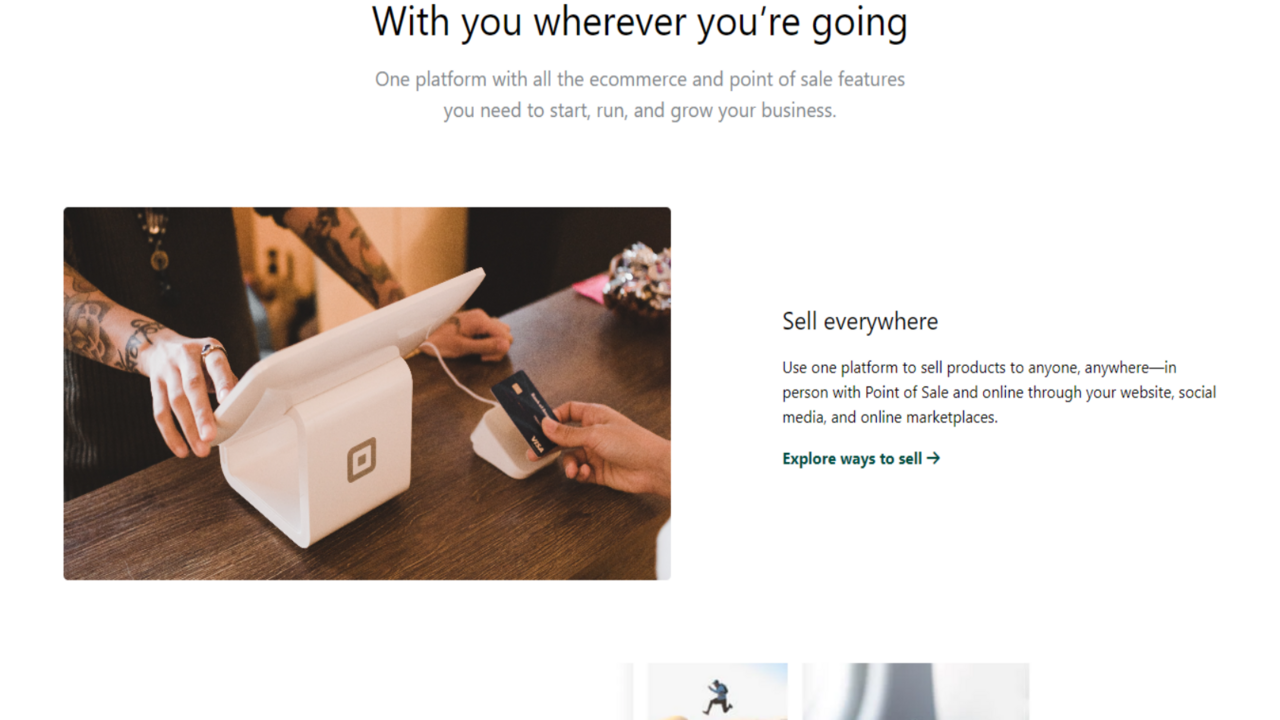 With you wherever you’re going
One platform with all the ecommerce and point of sale features
you need to start, run, and grow your business.
Sell everywhere
Use one platform to sell products to anyone, anywhere—in
person with Point of Sale and online through your website, social
media, and online marketplaces.
Explore ways to sell →
VISA